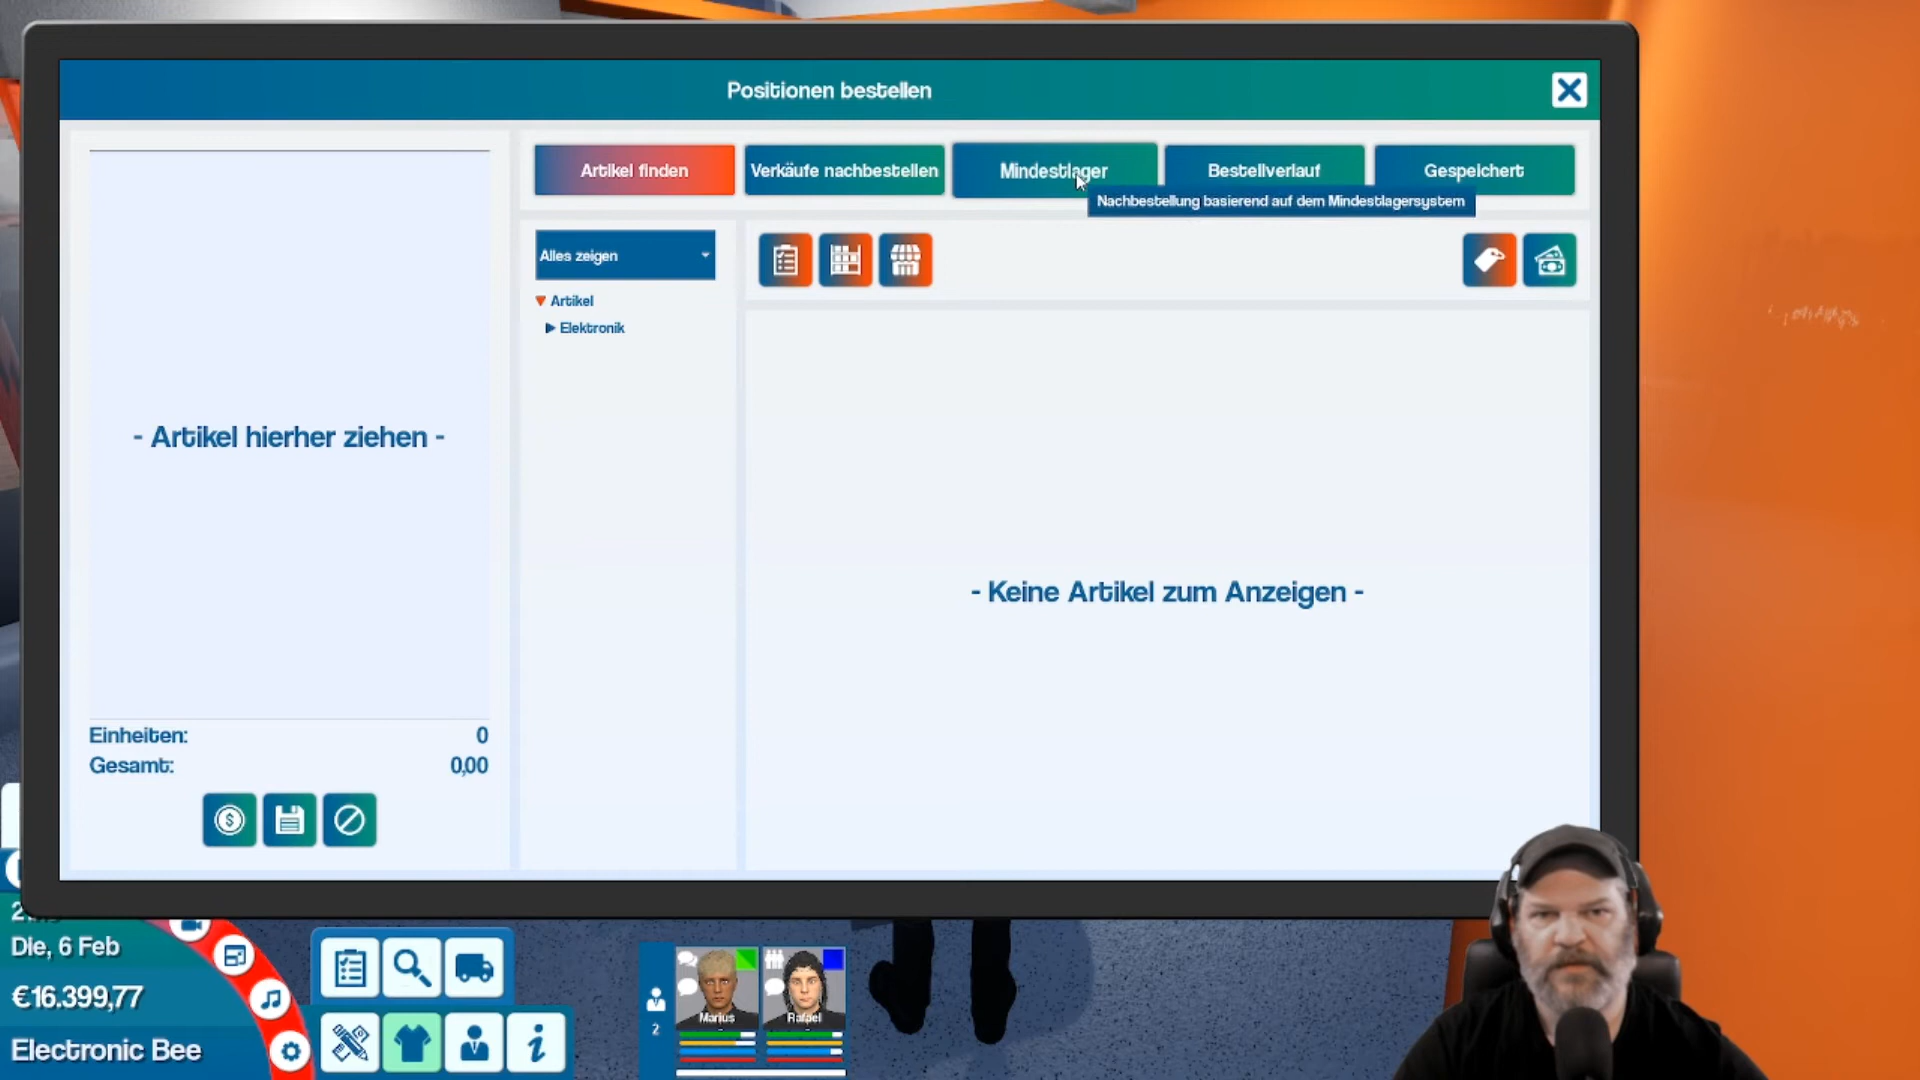 Positionen bestellen
Artikel finden
Verkäufe nachbestellen
Mindestlager
Bestellverlauf
Gespeichert
Nachbestellung basierend auf dem Mindestlagersystem
Alles zeigen
Artikel
Elektronik
- Artikel hierher ziehen -
- Keine Artikel zum Anzeigen -
Einheiten: 0
Gesamt: 0,00
Die, 6 Feb
€16.399,77
Electronic Bee
2
Marius
Rafael